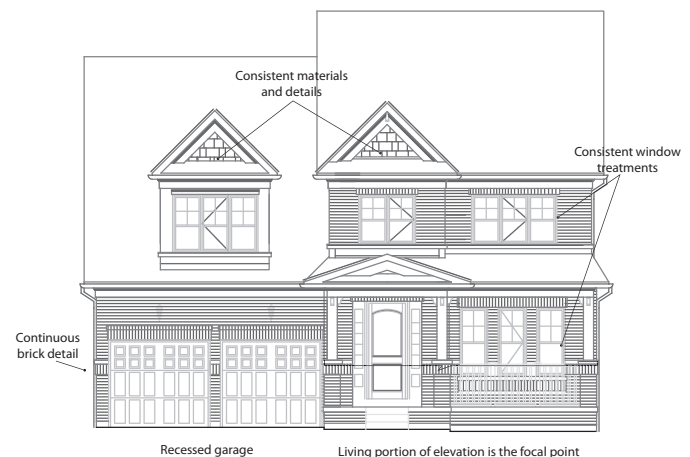 Consistent materials
and details
Consistent window
treatments
Continuous
brick detail
Recessed garage
Living portion of elevation is the focal point